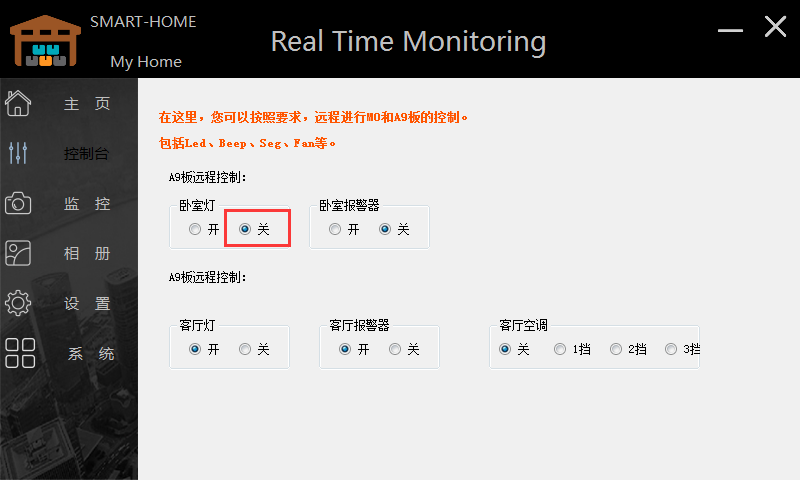 SMART-HOME
My Home
Real Time Monitoring
主 页
控制台
监 控
相 册
设 置
系 统
在这里，您可以按照要求，远程进行M0和A9板的控制。
包括Led、Beep、Seg、Fan等。
A9板远程控制：
卧室灯
开 关
卧室报警器
开 关
A9板远程控制：
客厅灯
开 关
客厅报警器
开 关
客厅空调
关 1挡 2挡 3挡